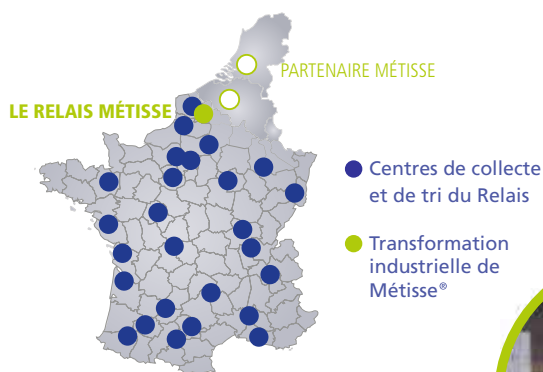 PARTENAIRE MÉTISSE
LE RELAIS MÉTISSE
Centres de collecte
et de tri du Relais
Transformation
industrielle de
Métisse®